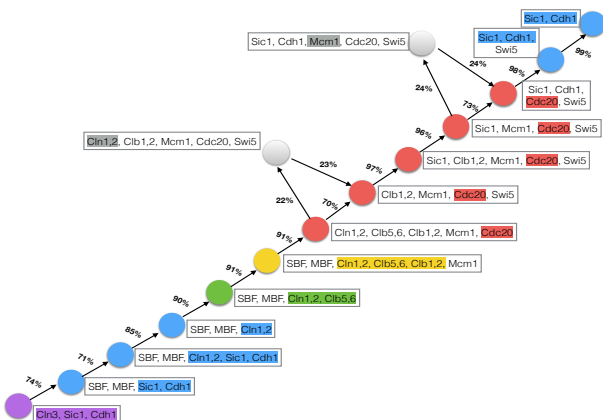 Sic1, Cdh1
Sic1, Cdh1,
Swi5
99%
Sic1, Cdh1, Mcm1, Cdc20, Swi5
24%
98%
24%
Sic1, Cdh1,
Cdc20, Swi5
73%
Sic1, Mcm1, Cdc20, Swi5
96%
Cln1,2, Clb1,2, Mcm1, Cdc20, Swi5
Sic1, Clb1,2, Mcm1, Cdc20, Swi5
23%
97%
Clb1,2, Mcm1, Cdc20, Swi5
22%
70%
Cln1,2, Clb5,6, Clb1,2, Mcm1, Cdc20
91%
SBF, MBF, Cln1,2, Clb5,6, Clb1,2, Mcm1
91%
SBF, MBF, Cln1,2, Clb5,6
90%
SBF, MBF, Cln1,2
85%
SBF, MBF, Cln1,2, Sic1, Cdh1
71%
SBF, MBF, Sic1, Cdh1
74%
Cln3, Sic1, Cdh1